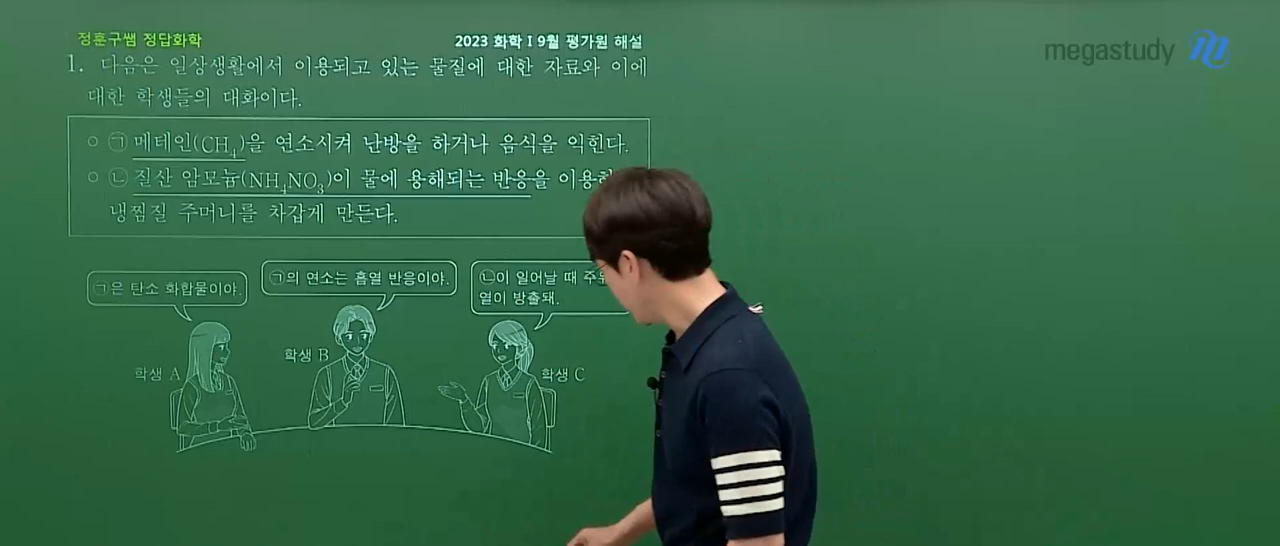 정훈구쌤 정답화학
2023 화학 I 9월 평가원 해설
megastudy
1. 다음은 일상생활에서 이용되고 있는 물질에 대한 자료와 이에
대한 학생들의 대화이다.
○ ㉠ 메테인(CH₄)을 연소시켜 난방을 하거나 음식을 익힌다.
○ ㉡ 질산 암모늄(NH₄NO₃)이 물에 용해되는 반응을
냉찜질 주머니를 차갑게 만든다.
㉠은 탄소 화합물이야.
㉠의 연소는 흡열 반응이야.
㉡이 일어날 때
열이 방출돼.
학생 A
학생 B
학생 C